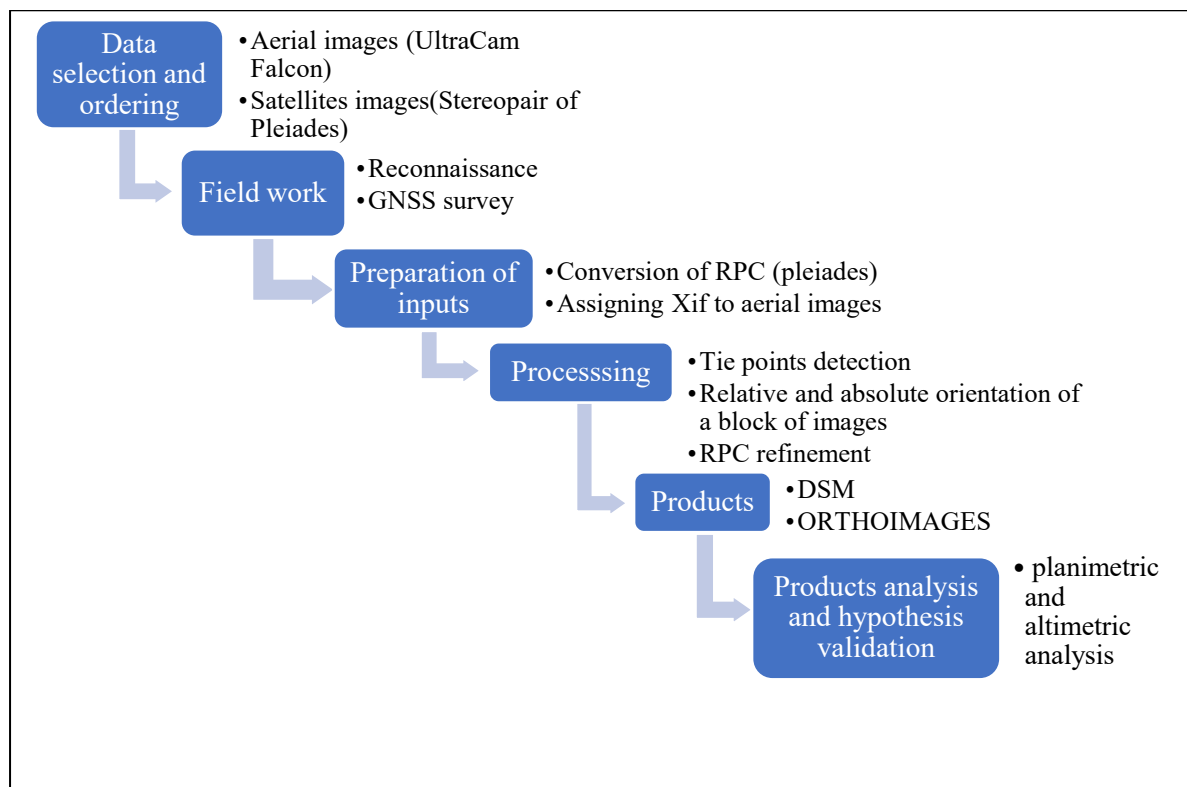 Data
selection and
ordering
•Aerial images (UltraCam
Falcon)
•Satellites images(Stereopair of
Pleiades)
Field work
•Reconnaissance
•GNSS survey
Preparation of
inputs
•Conversion of RPC (pleiades)
•Assigning Xif to aerial images
Processsing
•Tie points detection
•Relative and absolute orientation of
a block of images
•RPC refinement
Products
•DSM
•ORTHOIMAGES
Products analysis
and hypothesis
validation
• planimetric
and
altimetric
analysis